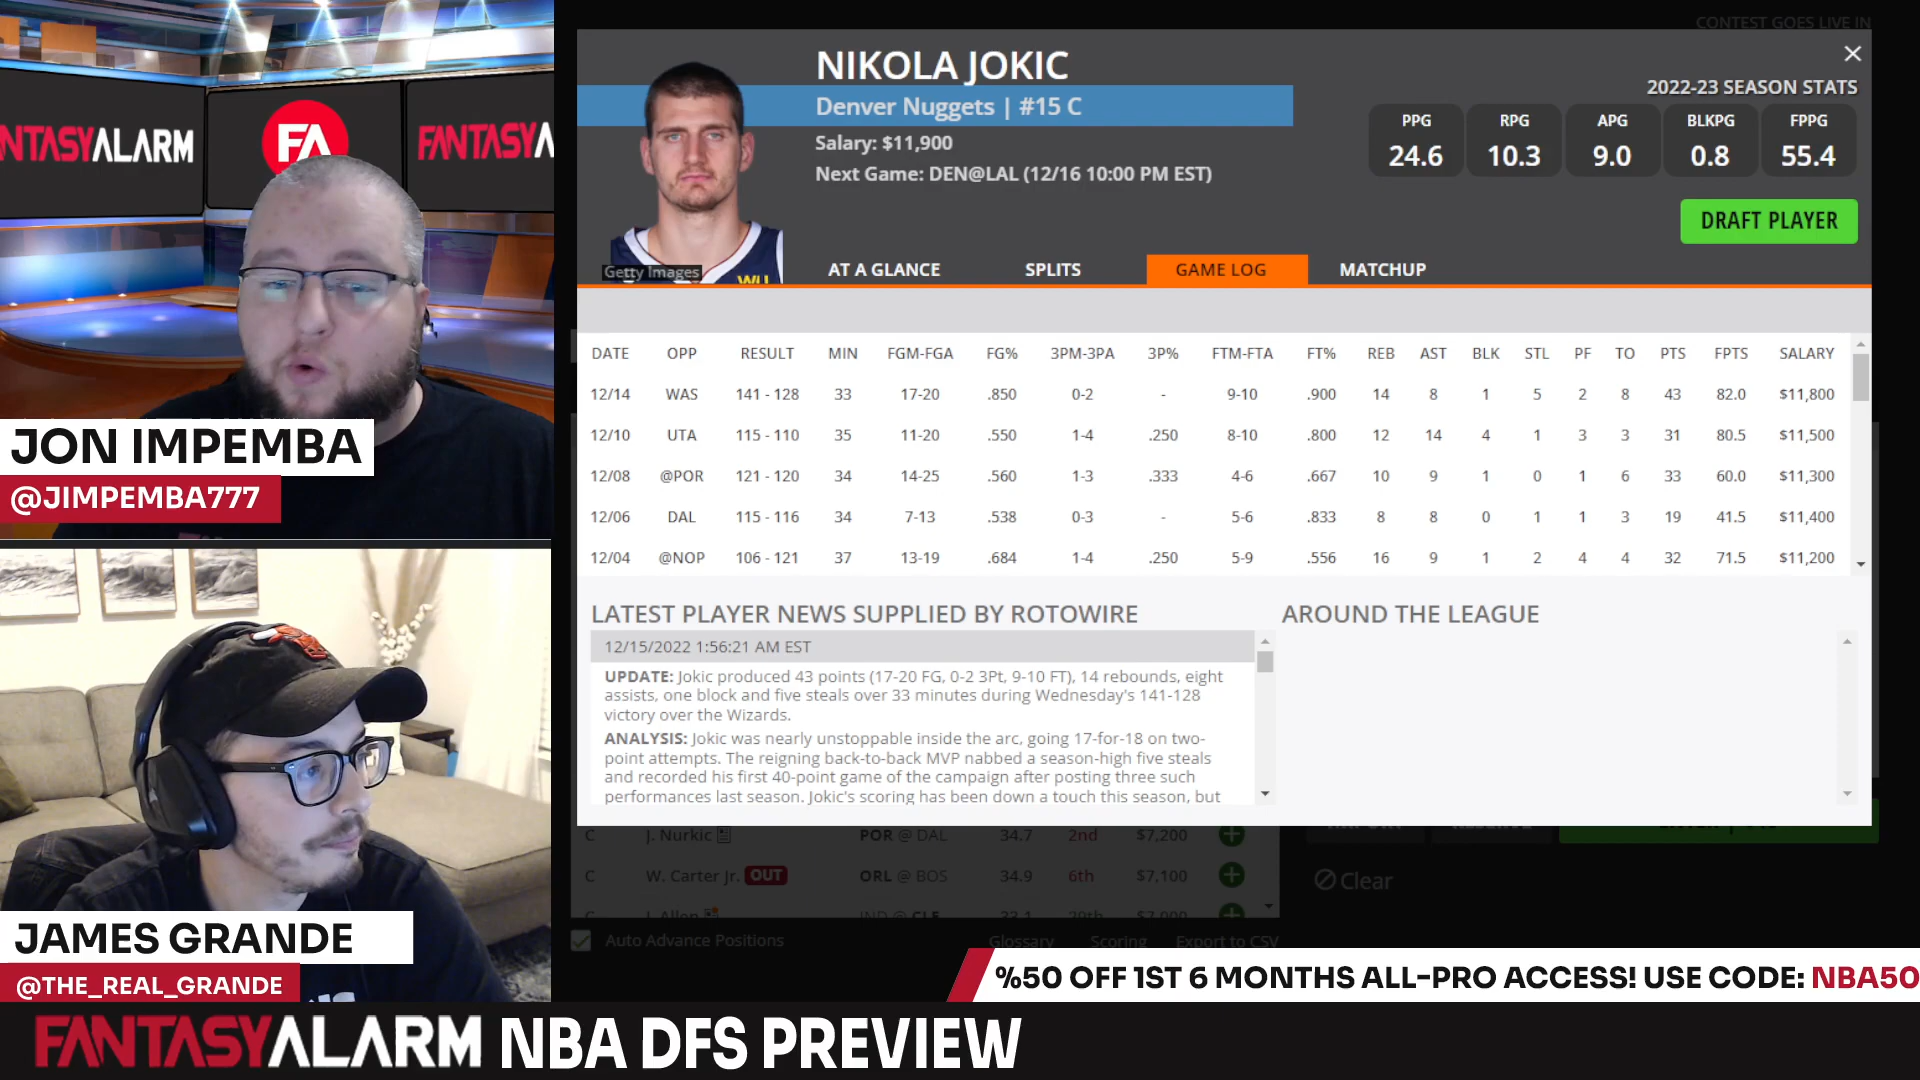 CONTEST GOES LIVE IN
NTASYALARM
FA
FANTASYA
JON IMPEMBA
@JIMPEMBA777
JAMES GRANDE
@THE_REAL_GRANDE
NIKOLA JOKIC
Denver Nuggets | #15 C
Salary: $11,900
Next Game: DEN@LAL (12/16 10:00 PM EST)
Getty Images
2022-23 SEASON STATS
PPG RPG APG BLKPG FPPG
24.6 10.3 9.0 0.8 55.4
DRAFT PLAYER
AT A GLANCE SPLITS GAME LOG MATCHUP
DATE OPP RESULT MIN FGM-FGA FG% 3PM-3PA 3P% FTM-FTA FT% REB AST BLK STL PF TO PTS FPTS SALARY
12/14 WAS 141 - 128 33 17-20 .850 0-2 - 9-10 .900 14 8 1 5 2 8 43 82.0 $11,800
12/10 UTA 115 - 110 35 11-20 .550 1-4 .250 8-10 .800 12 14 4 1 3 3 31 80.5 $11,500
12/08 @POR 121 - 120 34 14-25 .560 1-3 .333 4-6 .667 10 9 1 0 1 6 33 60.0 $11,300
12/06 DAL 115 - 116 34 7-13 .538 0-3 - 5-6 .833 8 8 0 1 1 3 19 41.5 $11,400
12/04 @NOP 106 - 121 37 13-19 .684 1-4 .250 5-9 .556 16 9 1 2 4 4 32 71.5 $11,200
LATEST PLAYER NEWS SUPPLIED BY ROTOWIRE
12/15/2022 1:56:21 AM EST
UPDATE: Jokic produced 43 points (17-20 FG, 0-2 3Pt, 9-10 FT), 14 rebounds, eight
assists, one block and five steals over 33 minutes during Wednesday's 141-128
victory over the Wizards.
ANALYSIS: Jokic was nearly unstoppable inside the arc, going 17-for-18 on two-
point attempts. The reigning back-to-back MVP nabbed a season-high five steals
and recorded his first 40-point game of the campaign after posting three such
performances last season. Jokic's scoring has been down a touch this season, but
AROUND THE LEAGUE
C J. Nurkic POR @ DAL 34.7 2nd $7,200
C W. Carter Jr. OUT ORL @ BOS 34.9 6th $7,100
C J. Allen IND @ CLE 33.1 29th $7,000
Clear
Auto Advance Positions
Glossary Scoring Export to CSV
%50 OFF 1ST 6 MONTHS ALL-PRO ACCESS! USE CODE: NBA50
FANTASYALARM NBA DFS PREVIEW